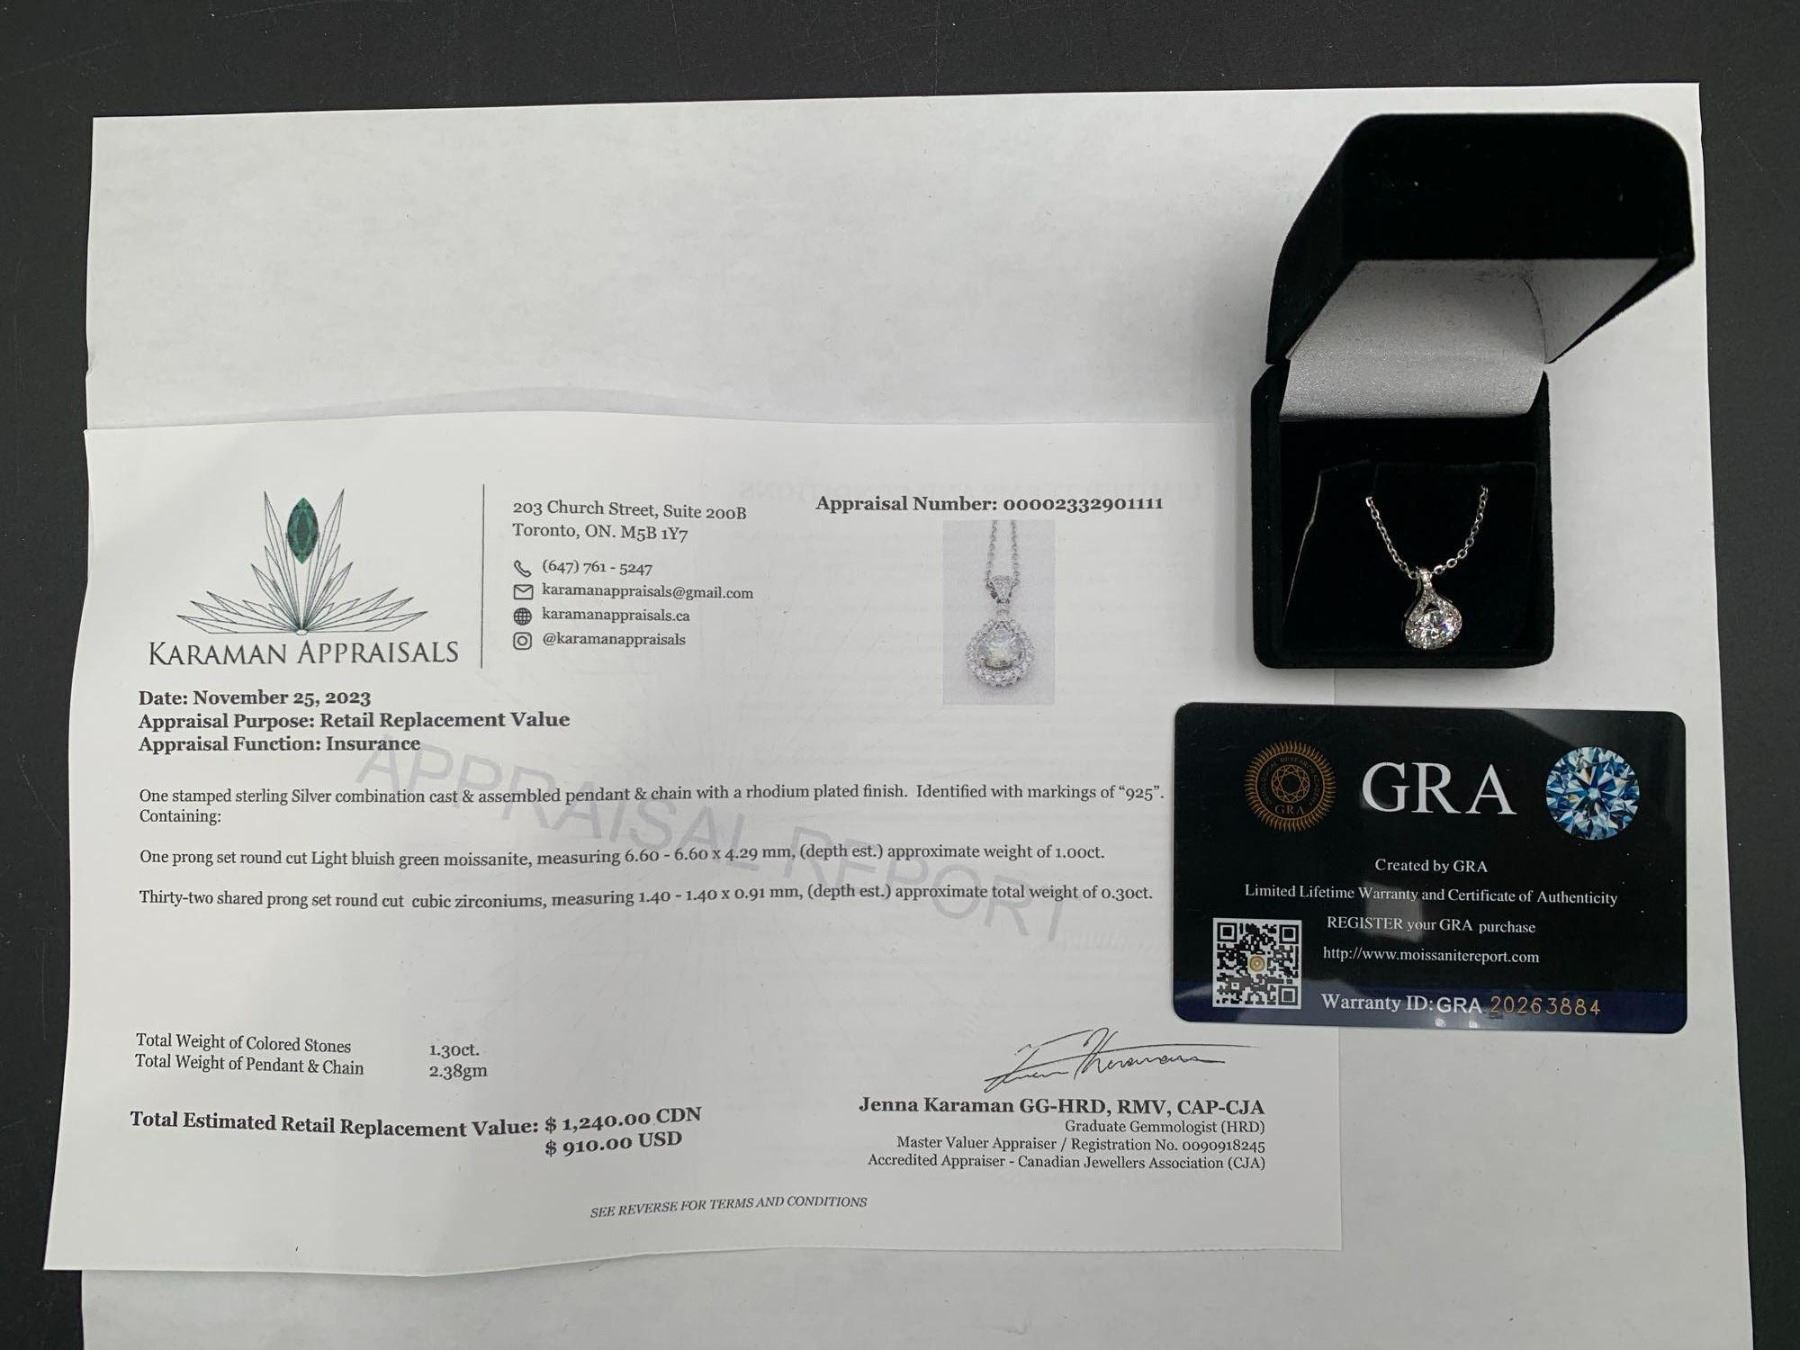 203 Church Street, Suite 200B
Toronto, ON. M5B 1Y7
(647) 761 - 5247
karamanappraisals@gmail.com
karamanappraisals.ca
@karamanappraisals
KARAMAN APPRAISALS
Appraisal Number: 00002332901111
Date: November 25, 2023
Appraisal Purpose: Retail Replacement Value
Appraisal Function: Insurance
APPRAISAL REPORT
One stamped sterling Silver combination cast & assembled pendant & chain with a rhodium plated finish. Identified with markings of “925”.
Containing:
One prong set round cut Light bluish green moissanite, measuring 6.60 - 6.60 x 4.29 mm, (depth est.) approximate weight of 1.00ct.
Thirty-two shared prong set round cut cubic zirconiums, measuring 1.40 - 1.40 x 0.91 mm, (depth est.) approximate total weight of 0.30ct.
Total Weight of Colored Stones 1.30ct.
Total Weight of Pendant & Chain 2.38gm
Total Estimated Retail Replacement Value: $ 1,240.00 CDN
$ 910.00 USD
Jenna Karaman GG-HRD, RMV, CAP-CJA
Graduate Gemmologist (HRD)
Master Valuer Appraiser / Registration No. 0090918245
Accredited Appraiser - Canadian Jewellers Association (CJA)
SEE REVERSE FOR TERMS AND CONDITIONS
GRA
GRA
Created by GRA
Limited Lifetime Warranty and Certificate of Authenticity
REGISTER your GRA purchase
http://www.moissanitereport.com
Warranty ID: GRA 20263884